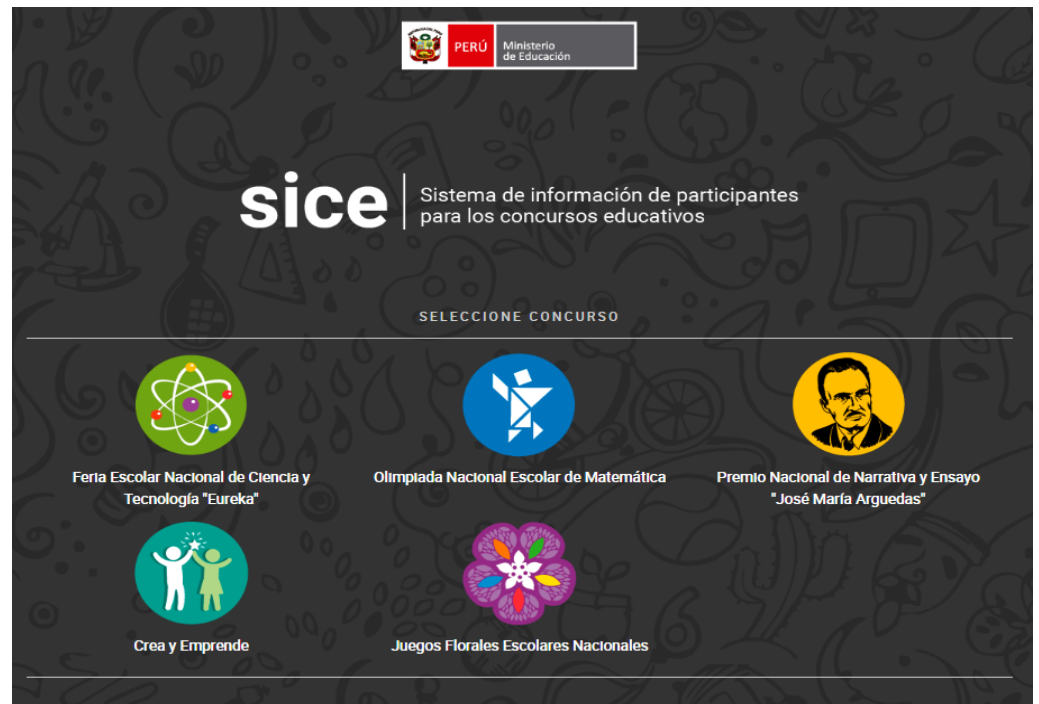 PERÚ
Ministerio
de Educación
sice
Sistema de información de participantes
para los concursos educativos
SELECCIONE CONCURSO
Feria Escolar Nacional de Ciencia y
Tecnología "Eureka"
Olimpiada Nacional Escolar de Matemática
Premio Nacional de Narrativa y Ensayo
"José María Arguedas"
Crea y Emprende
Juegos Florales Escolares Nacionales